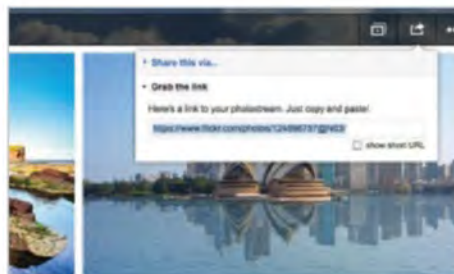 Share this via...
Grab the link
Here's a link to your photostream. Just copy and paste!
show short URL